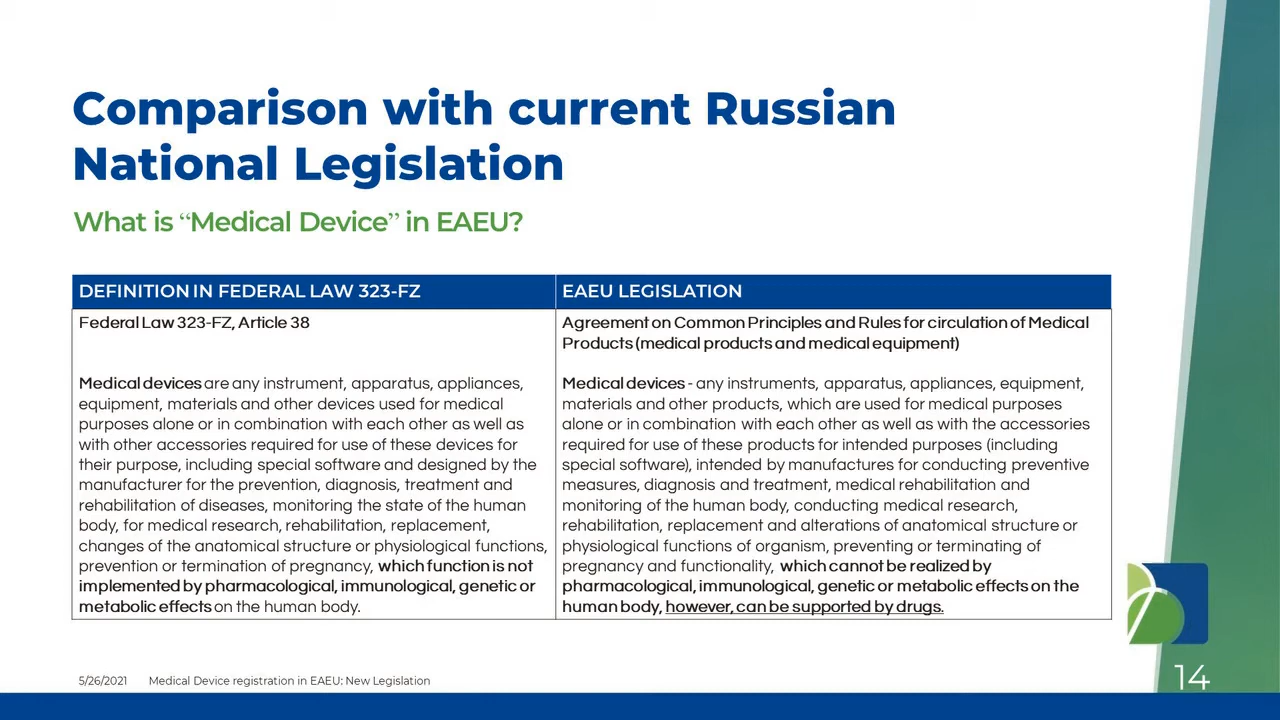 Comparison with current Russian
National Legislation
What is “Medical Device” in EAEU?
DEFINITION IN FEDERAL LAW 323-FZ
Federal Law 323-FZ, Article 38
Medical devices are any instrument, apparatus, appliances,
equipment, materials and other devices used for medical
purposes alone or in combination with each other as well as
with other accessories required for use of these devices for
their purpose, including special software and designed by the
manufacturer for the prevention, diagnosis, treatment and
rehabilitation of diseases, monitoring the state of the human
body, for medical research, rehabilitation, replacement,
changes of the anatomical structure or physiological functions,
prevention or termination of pregnancy, which function is not
implemented by pharmacological, immunological, genetic or
metabolic effects on the human body.
EAEU LEGISLATION
Agreement on Common Principles and Rules for circulation of Medical
Products (medical products and medical equipment)
Medical devices - any instruments, apparatus, appliances, equipment,
materials and other products, which are used for medical purposes
alone or in combination with each other as well as with the accessories
required for use of these products for intended purposes (including
special software), intended by manufactures for conducting preventive
measures, diagnosis and treatment, medical rehabilitation and
monitoring of the human body, conducting medical research,
rehabilitation, replacement and alterations of anatomical structure or
physiological functions of organism, preventing or terminating of
pregnancy and functionality, which cannot be realized by
pharmacological, immunological, genetic or metabolic effects on the
human body, however, can be supported by drugs.
5/26/2021 Medical Device registration in EAEU: New Legislation
14